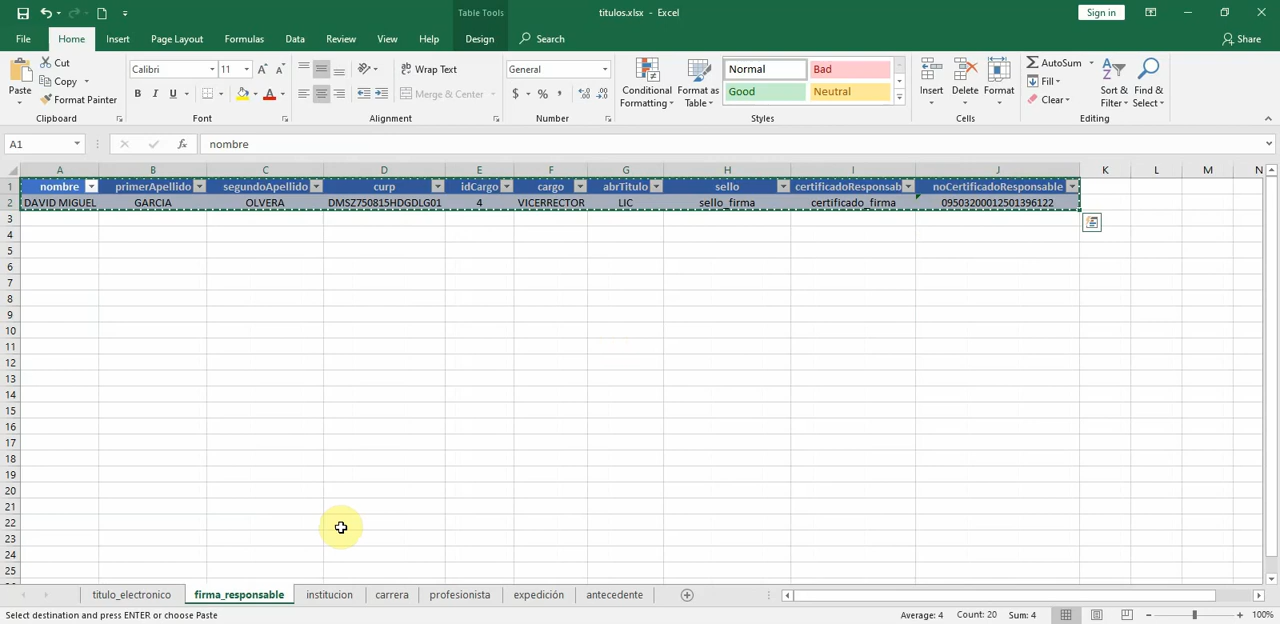 Table Tools
titulos.xlsx - Excel
Sign in
File Home Insert Page Layout Formulas Data Review View Help Design Search Share
Paste
Cut
Copy
Format Painter
Clipboard
Calibri 11
B I U
Font
Wrap Text
Merge & Center
Alignment
General
$ % ,
Number
Conditional Formatting
Format as Table
Normal Bad
Good Neutral
Styles
Insert Delete Format
Cells
AutoSum
Fill
Clear
Sort & Filter
Find & Select
Editing
A1 fx nombre
A B C D E F G H I J K L M N
1 nombre primerApellido segundoApellido curp idCargo cargo abrTitulo sello certificadoResponsab noCertificadoResponsable
2 DAVID MIGUEL GARCIA OLVERA DMSZ750815HDGDLG01 4 VICERRECTOR LIC sello_firma certificado_firma 09503200012501396122
3
4
5
6
7
8
9
10
11
12
13
14
15
16
17
18
19
20
21
22
23
24
25
titulo_electronico firma_responsable institucion carrera profesionista expedición antecedente
Select destination and press ENTER or choose Paste Average: 4 Count: 20 Sum: 4 100%